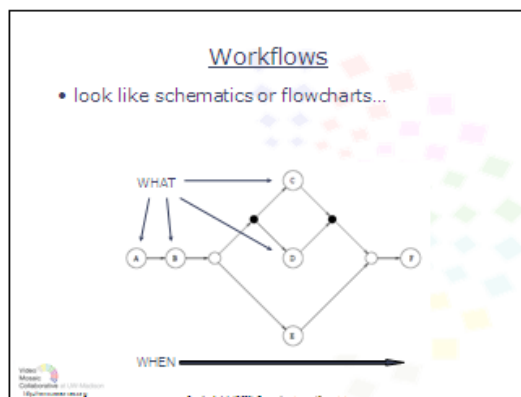 Workflows
• look like schematics or flowcharts...
WHAT
C
A
B
D
F
E
WHEN
Video
Mosaic
Collaborative at UW-Madison